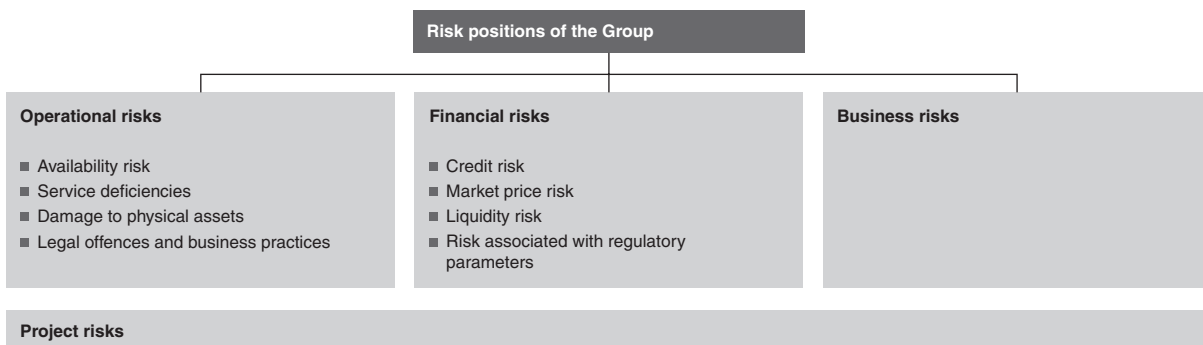 Risk positions of the Group
Operational risks
■ Availability risk
■ Service deficiencies
■ Damage to physical assets
■ Legal offences and business practices
Financial risks
■ Credit risk
■ Market price risk
■ Liquidity risk
■ Risk associated with regulatory
parameters
Business risks
Project risks